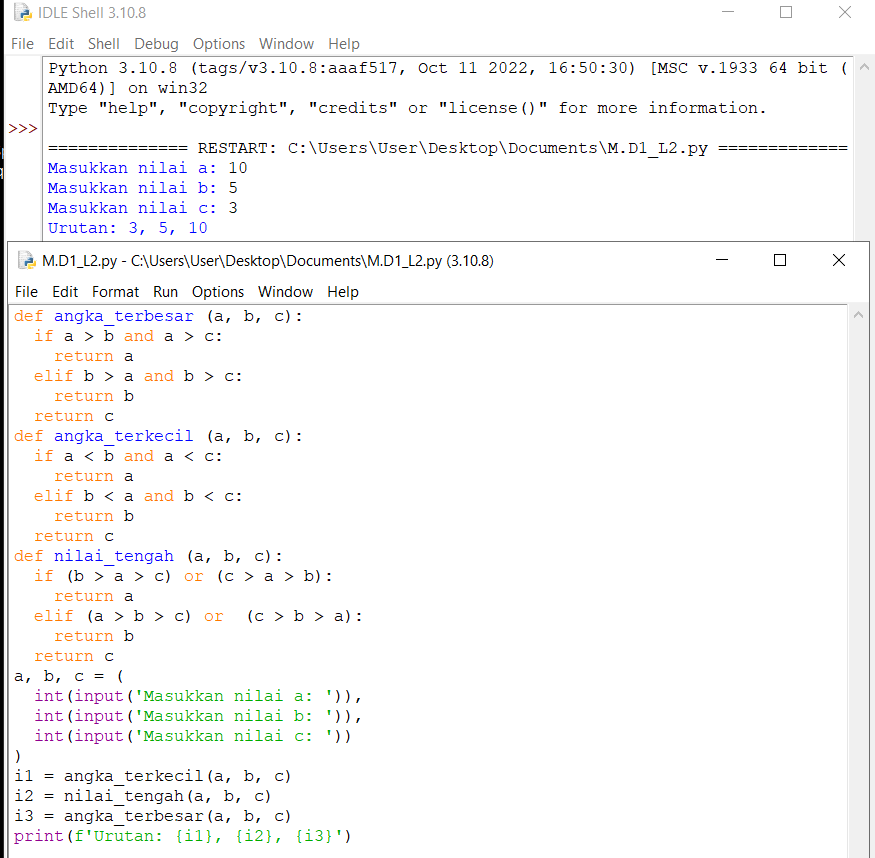 IDLE Shell 3.10.8
File Edit Shell Debug Options Window Help
Python 3.10.8 (tags/v3.10.8:aaaf517, Oct 11 2022, 16:50:30) [MSC v.1933 64 bit (
AMD64)] on win32
Type "help", "copyright", "credits" or "license()" for more information.
>>>
============== RESTART: C:\Users\User\Desktop\Documents\M.D1_L2.py =============
Masukkan nilai a: 10
Masukkan nilai b: 5
Masukkan nilai c: 3
Urutan: 3, 5, 10
M.D1_L2.py - C:\Users\User\Desktop\Documents\M.D1_L2.py (3.10.8)
File Edit Format Run Options Window Help
def angka_terbesar (a, b, c):
  if a > b and a > c:
    return a
  elif b > a and b > c:
    return b
  return c
def angka_terkecil (a, b, c):
  if a < b and a < c:
    return a
  elif b < a and b < c:
    return b
  return c
def nilai_tengah (a, b, c):
  if (b > a > c) or (c > a > b):
    return a
  elif (a > b > c) or  (c > b > a):
    return b
  return c
a, b, c = (
  int(input('Masukkan nilai a: ')),
  int(input('Masukkan nilai b: ')),
  int(input('Masukkan nilai c: '))
)
i1 = angka_terkecil(a, b, c)
i2 = nilai_tengah(a, b, c)
i3 = angka_terbesar(a, b, c)
print(f'Urutan: {i1}, {i2}, {i3}')